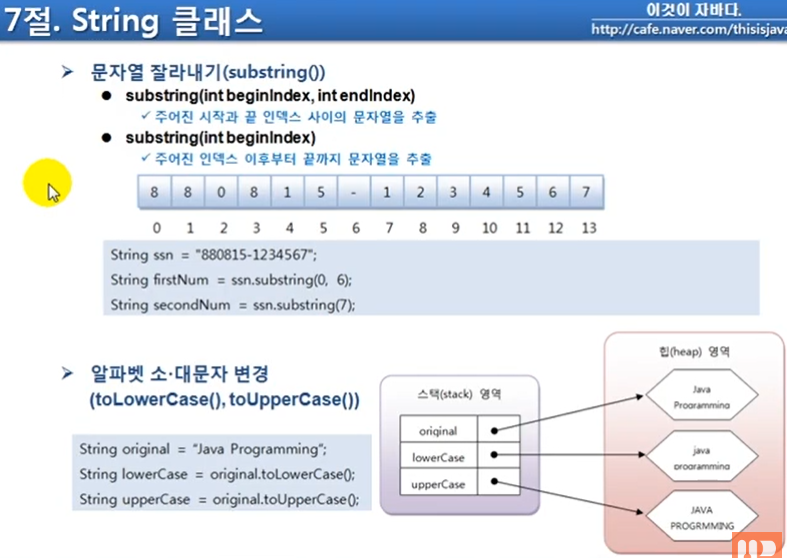 7절. String 클래스
이것이 자바다.
http://cafe.naver.com/thisisjava
문자열 잘라내기(substring())
substring(int beginIndex, int endIndex)
주어진 시작과 끝 인덱스 사이의 문자열을 추출
substring(int beginIndex)
주어진 인덱스 이후부터 끝까지 문자열을 추출
8 8 0 8 1 5 - 1 2 3 4 5 6 7
0 1 2 3 4 5 6 7 8 9 10 11 12 13
String ssn = "880815-1234567";
String firstNum = ssn.substring(0, 6);
String secondNum = ssn.substring(7);
알파벳 소·대문자 변경
(toLowerCase(), toUpperCase())
String original = "Java Programming";
String lowerCase = original.toLowerCase();
String upperCase = original.toUpperCase();
스택(stack) 영역
original
lowerCase
upperCase
힙(heap) 영역
Java
Programming
java
programming
JAVA
PROGRMMING